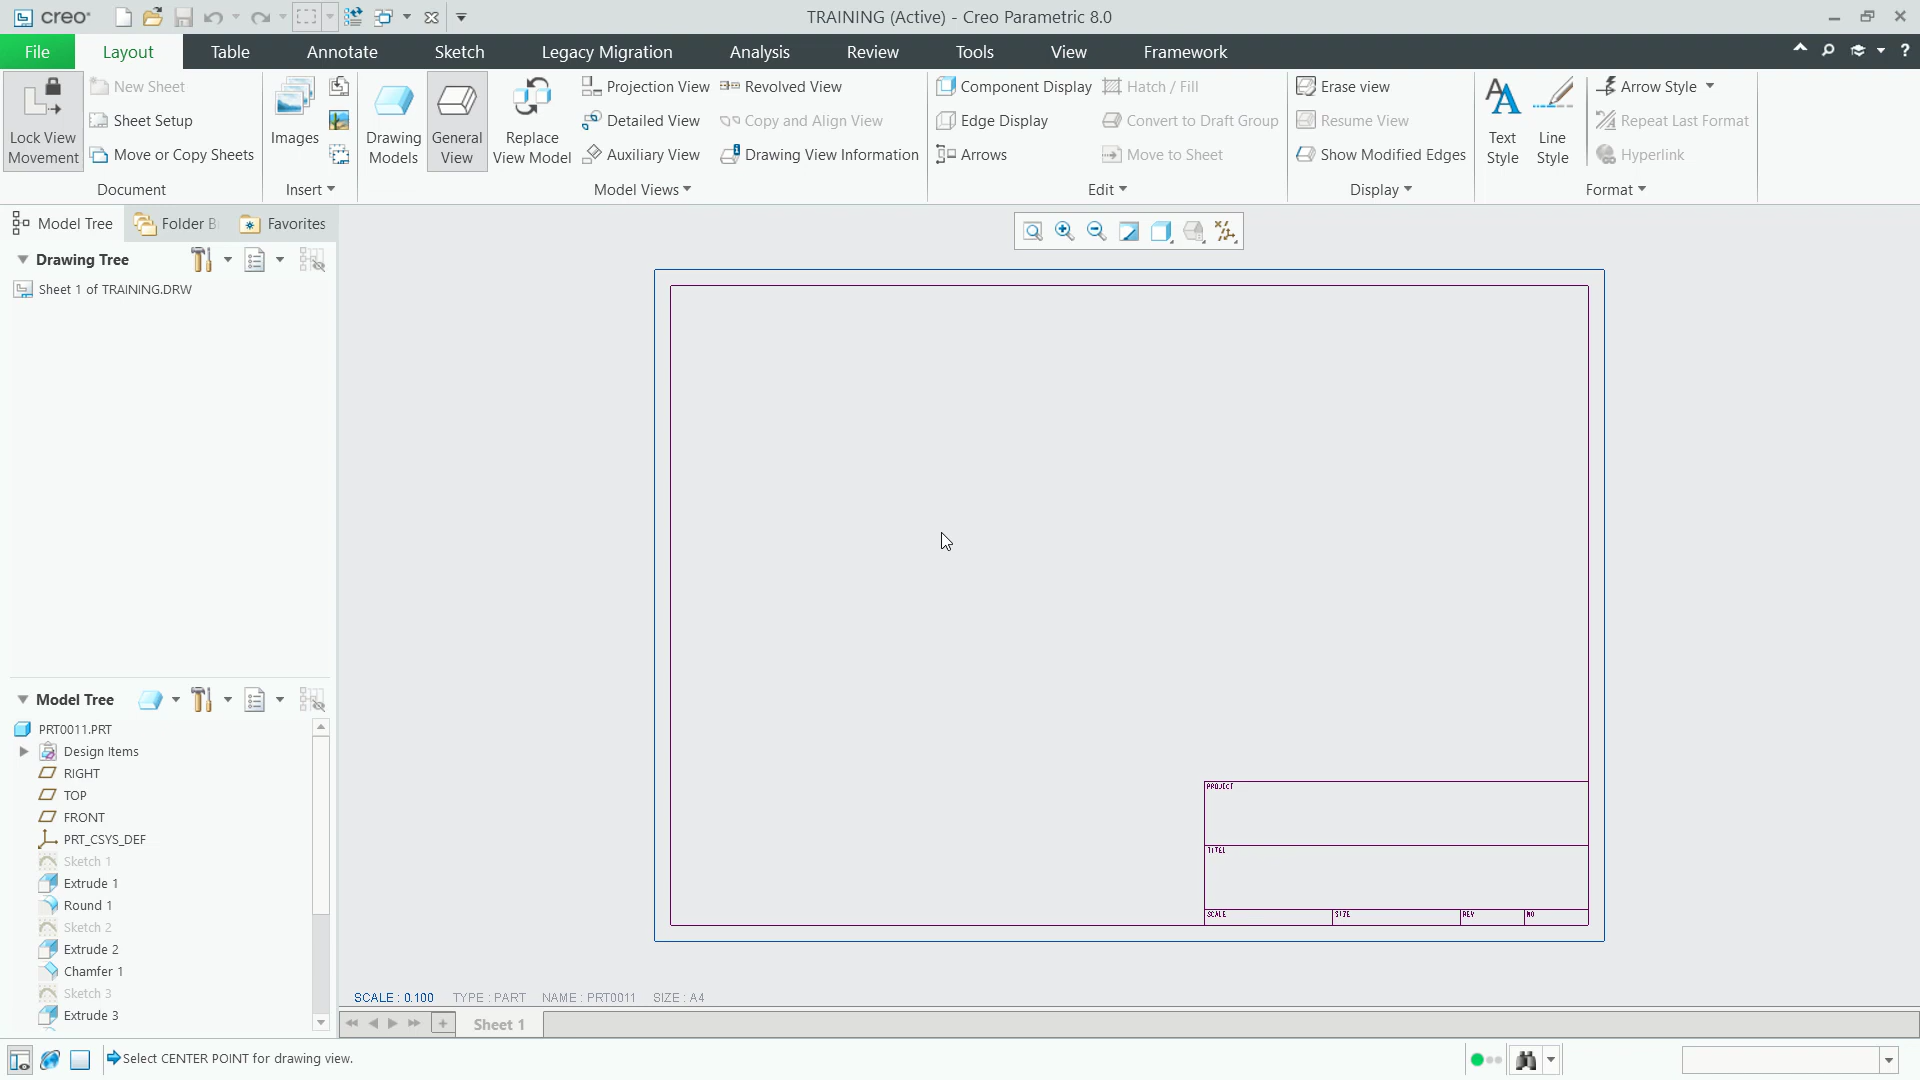 creo°
TRAINING (Active) - Creo Parametric 8.0
File
Layout
Table
Annotate
Sketch
Legacy Migration
Analysis
Review
Tools
View
Framework
Lock View
Movement
New Sheet
Sheet Setup
Move or Copy Sheets
Document
Images
Insert
Drawing
Models
General
View
Replace
View Model
Projection View
Detailed View
Auxiliary View
Revolved View
Copy and Align View
Drawing View Information
Model Views
Component Display
Edge Display
Arrows
Hatch / Fill
Convert to Draft Group
Move to Sheet
Edit
Erase view
Resume View
Show Modified Edges
Display
Text
Style
Line
Style
Arrow Style
Repeat Last Format
Hyperlink
Format
Model Tree
Folder B
Favorites
Drawing Tree
Sheet 1 of TRAINING.DRW
Model Tree
PRT0011.PRT
Design Items
RIGHT
TOP
FRONT
PRT_CSYS_DEF
Sketch 1
Extrude 1
Round 1
Sketch 2
Extrude 2
Chamfer 1
Sketch 3
Extrude 3
PROJECT
TITEL
SCALE
SIZE
REV
NO
SCALE : 0.100 TYPE : PART NAME : PRT0011 SIZE : A4
Sheet 1
Select CENTER POINT for drawing view.